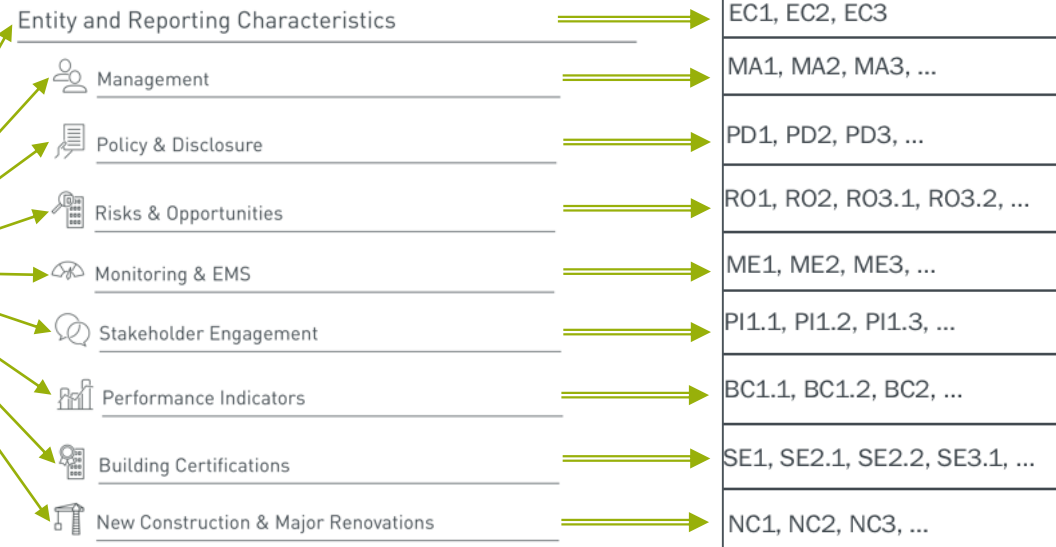 Entity and Reporting Characteristics EC1, EC2, EC3
Management MA1, MA2, MA3, ...
Policy & Disclosure PD1, PD2, PD3, ...
Risks & Opportunities RO1, RO2, RO3.1, RO3.2, ...
Monitoring & EMS ME1, ME2, ME3, ...
Stakeholder Engagement PI1.1, PI1.2, PI1.3, ...
Performance Indicators BC1.1, BC1.2, BC2, ...
Building Certifications SE1, SE2.1, SE2.2, SE3.1, ...
New Construction & Major Renovations NC1, NC2, NC3, ...